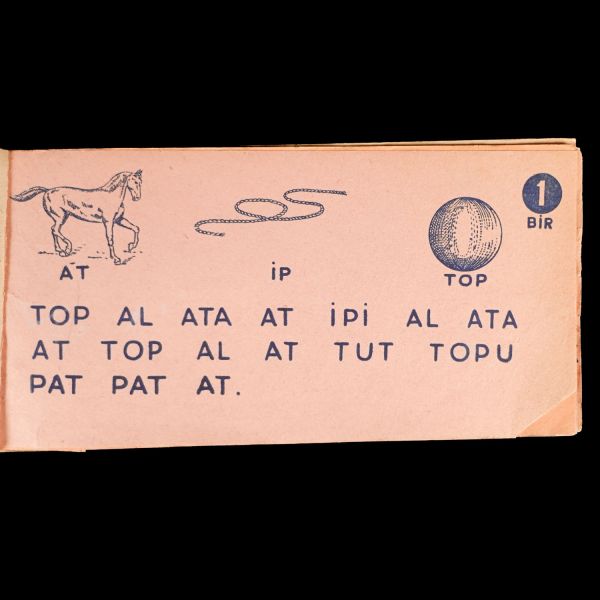 1
BİR
AT İP TOP
TOP AL ATA AT İPİ AL ATA
AT TOP AL AT TUT TOPU
PAT PAT AT.